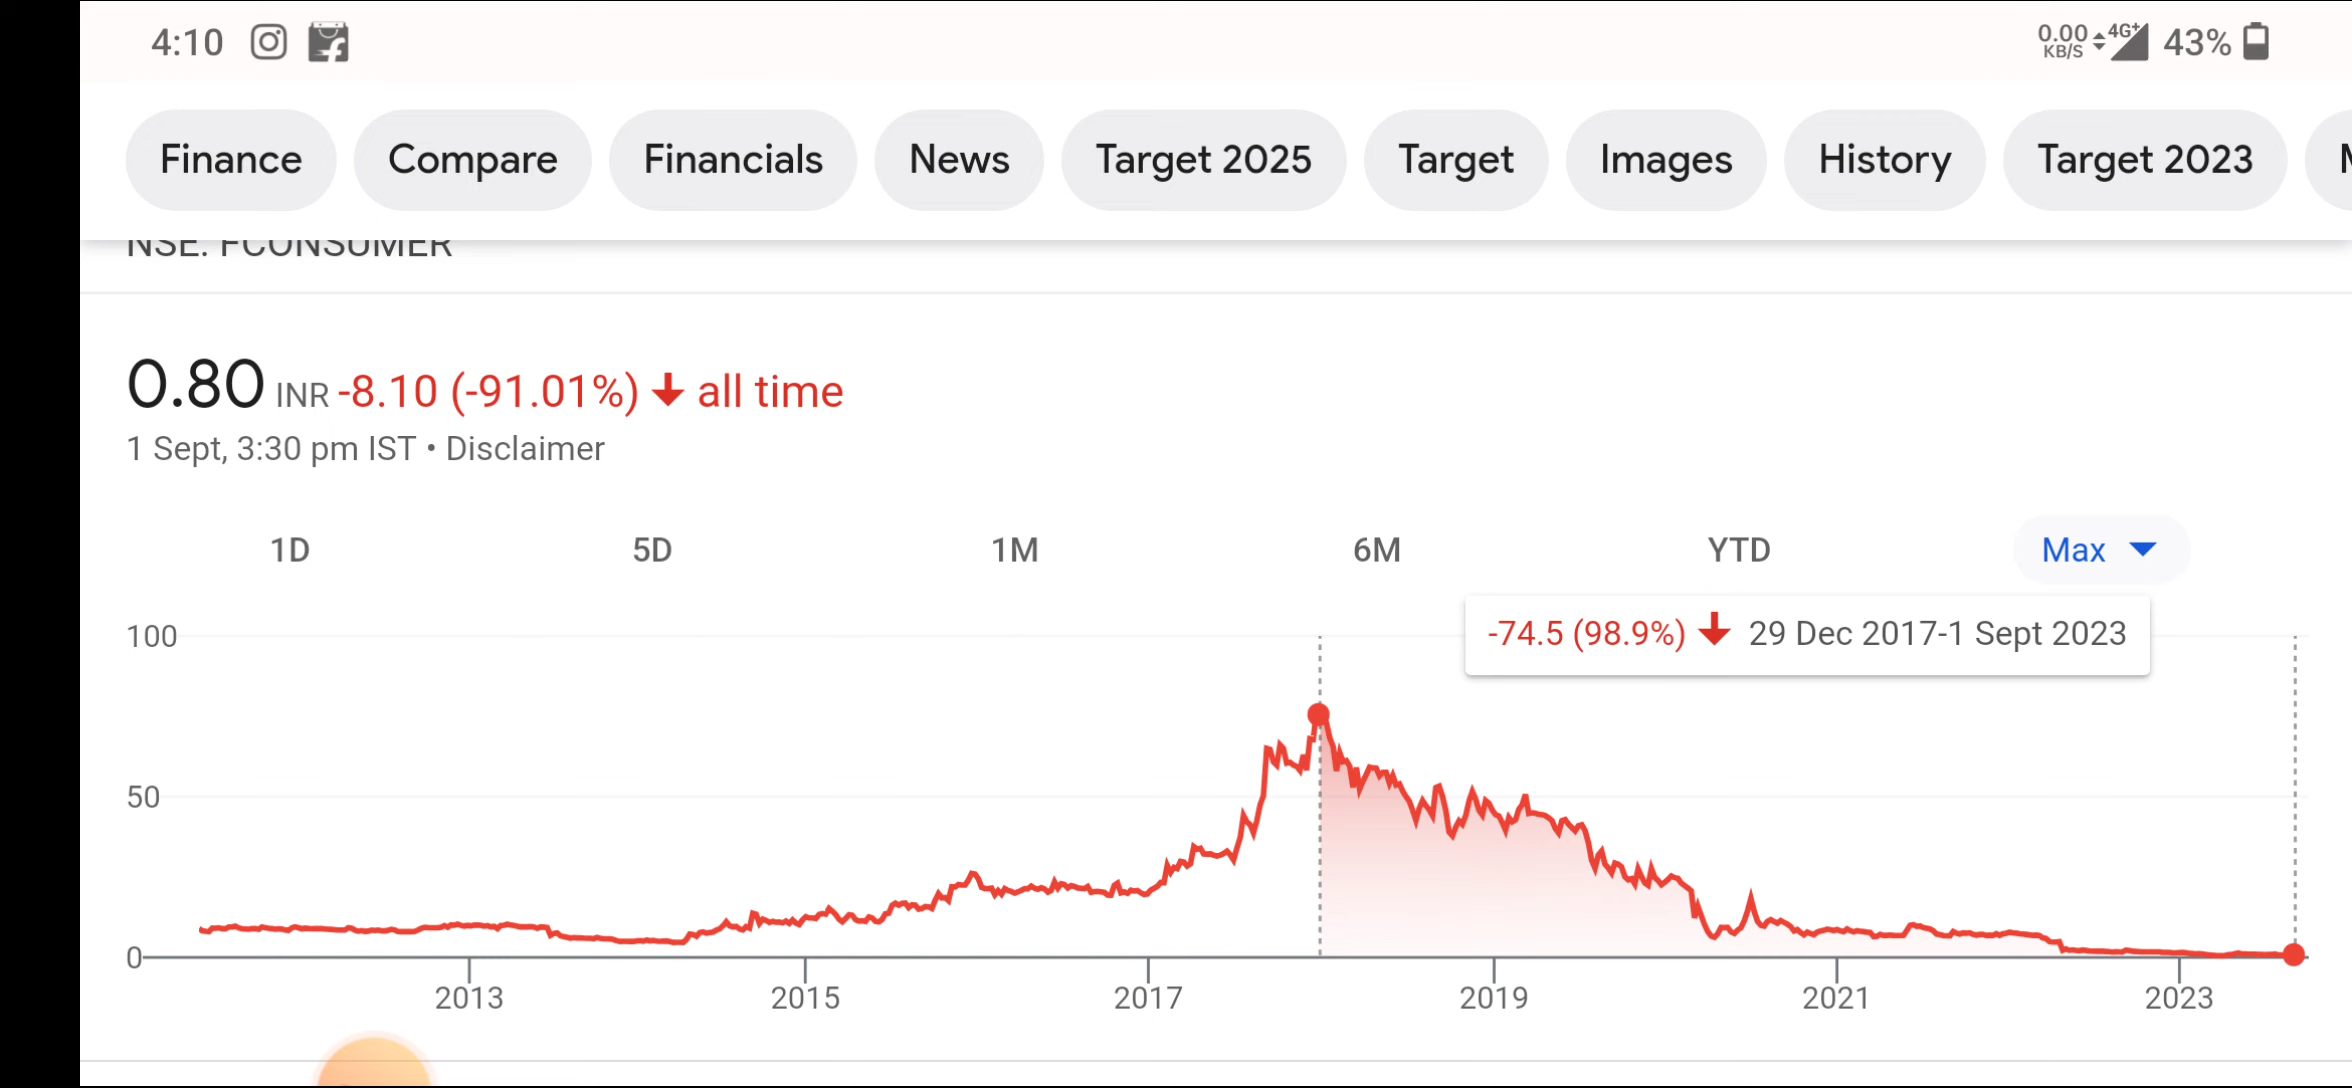 4:10
0.00 KB/S 4G+ 43%
Finance Compare Financials News Target 2025 Target Images History Target 2023
NSE: FCONSUMER
0.80 INR -8.10 (-91.01%) ↓ all time
1 Sept, 3:30 pm IST • Disclaimer
1D 5D 1M 6M YTD Max
-74.5 (98.9%) ↓ 29 Dec 2017-1 Sept 2023
100
50
0
2013 2015 2017 2019 2021 2023